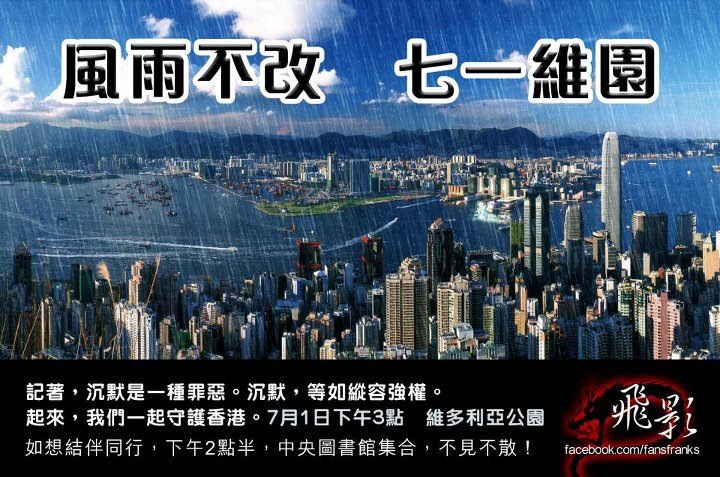 風雨不改 七一維園
記著，沉默是一種罪惡。沉默，等如縱容強權。
起來，我們一起守護香港。7月1日下午3點 維多利亞公園
如想結伴同行，下午2點半，中央圖書館集合，不見不散！
飛影
facebook.com/fansfranks